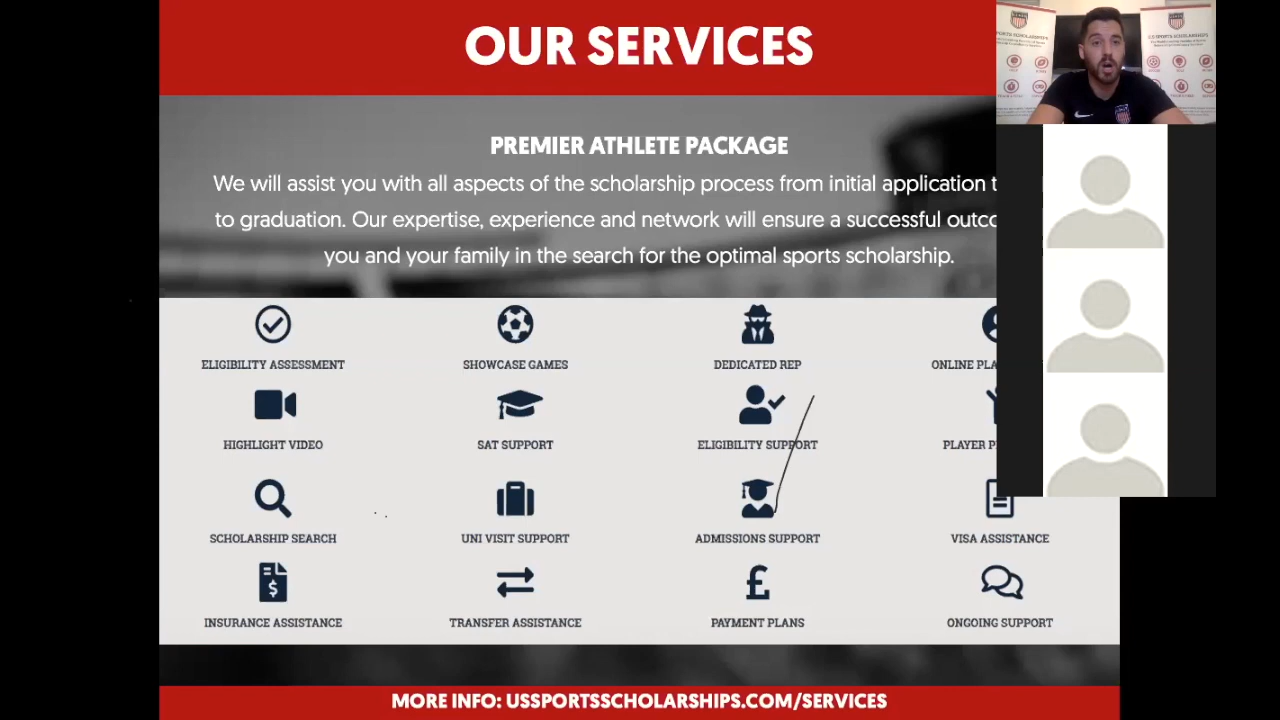 OUR SERVICES
PREMIER ATHLETE PACKAGE
We will assist you with all aspects of the scholarship process from initial application
to graduation. Our expertise, experience and network will ensure a successful
you and your family in the search for the optimal sports scholarship.
ELIGIBILITY ASSESSMENT
SHOWCASE GAMES
DEDICATED REP
ONLINE
HIGHLIGHT VIDEO
SAT SUPPORT
ELIGIBILITY SUPPORT
PLAYER
SCHOLARSHIP SEARCH
UNI VISIT SUPPORT
ADMISSIONS SUPPORT
VISA ASSISTANCE
INSURANCE ASSISTANCE
TRANSFER ASSISTANCE
PAYMENT PLANS
ONGOING SUPPORT
MORE INFO: USSPORTSSCHOLARSHIPS.COM/SERVICES